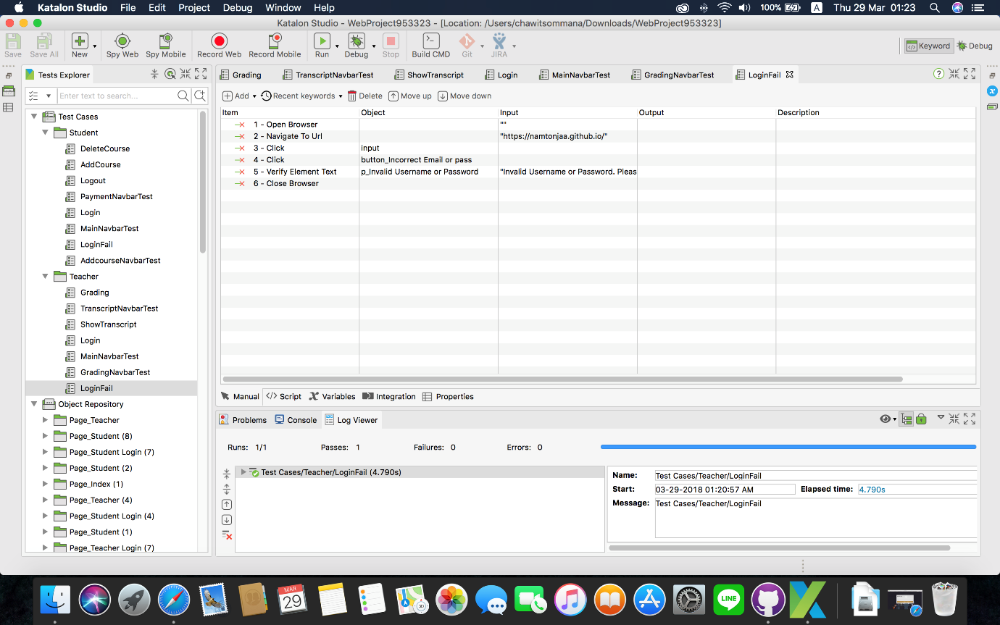 Katalon Studio File Edit Project Debug Window Help 100% A Thu 29 Mar 01:23
Katalon Studio - WebProject953323 - [Location: /Users/chawitsommana/Downloads/WebProject953323]
Save Save All New Spy Web Spy Mobile Record Web Record Mobile Run Debug Stop Build CMD Git JIRA Keyword Debug
Tests Explorer
Enter text to search...
Test Cases
Student
DeleteCourse
AddCourse
Logout
PaymentNavbarTest
Login
MainNavbarTest
LoginFail
AddcourseNavbarTest
Teacher
Grading
TranscriptNavbarTest
ShowTranscript
Login
MainNavbarTest
GradingNavbarTest
LoginFail
Object Repository
Page_Teacher
Page_Student (8)
Page_Student Login (7)
Page_Student (2)
Page_Index (1)
Page_Teacher (4)
Page_Student Login (4)
Page_Student (1)
Page_Teacher Login (7)
Grading TranscriptNavbarTest ShowTranscript Login MainNavbarTest GradingNavbarTest LoginFail
Add Recent keywords Delete Move up Move down
Item Object Input Output Description
1 - Open Browser ""
2 - Navigate To Url "https://namtonjaa.github.io/"
3 - Click input
4 - Click button_Incorrect Email or pass
5 - Verify Element Text p_Invalid Username or Password "Invalid Username or Password. Pleas
6 - Close Browser
Manual Script Variables Integration Properties
Problems Console Log Viewer
Runs: 1/1 Passes: 1 Failures: 0 Errors: 0
Test Cases/Teacher/LoginFail (4.790s)
Name: Test Cases/Teacher/LoginFail
Start: 03-29-2018 01:20:57 AM Elapsed time: 4.790s
Message: Test Cases/Teacher/LoginFail
MAR
29
3D
LINE